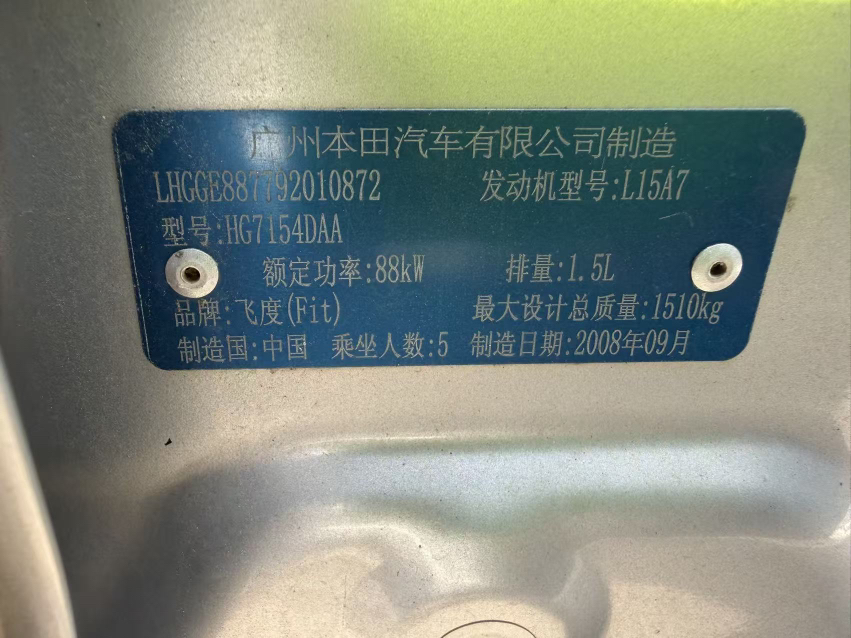 广州本田汽车有限公司制造
LHGGE887792010872 发动机型号:L15A7
型号:HG7154DAA
额定功率:88kW 排量:1.5L
品牌:飞度(Fit) 最大设计总质量:1510kg
制造国:中国 乘坐人数:5 制造日期:2008年09月